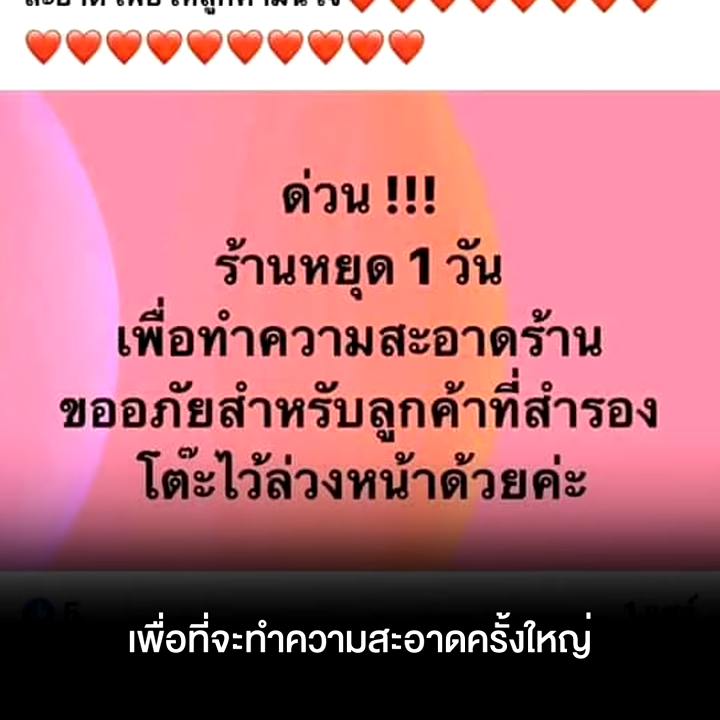 ❤️❤️❤️❤️❤️❤️❤️❤️❤️❤️
ด่วน !!!
ร้านหยุด 1 วัน
เพื่อทำความสะอาดร้าน
ขออภัยสำหรับลูกค้าที่สำรอง
โต๊ะไว้ล่วงหน้าด้วยค่ะ
5
เพื่อที่จะทำความสะอาดครั้งใหญ่